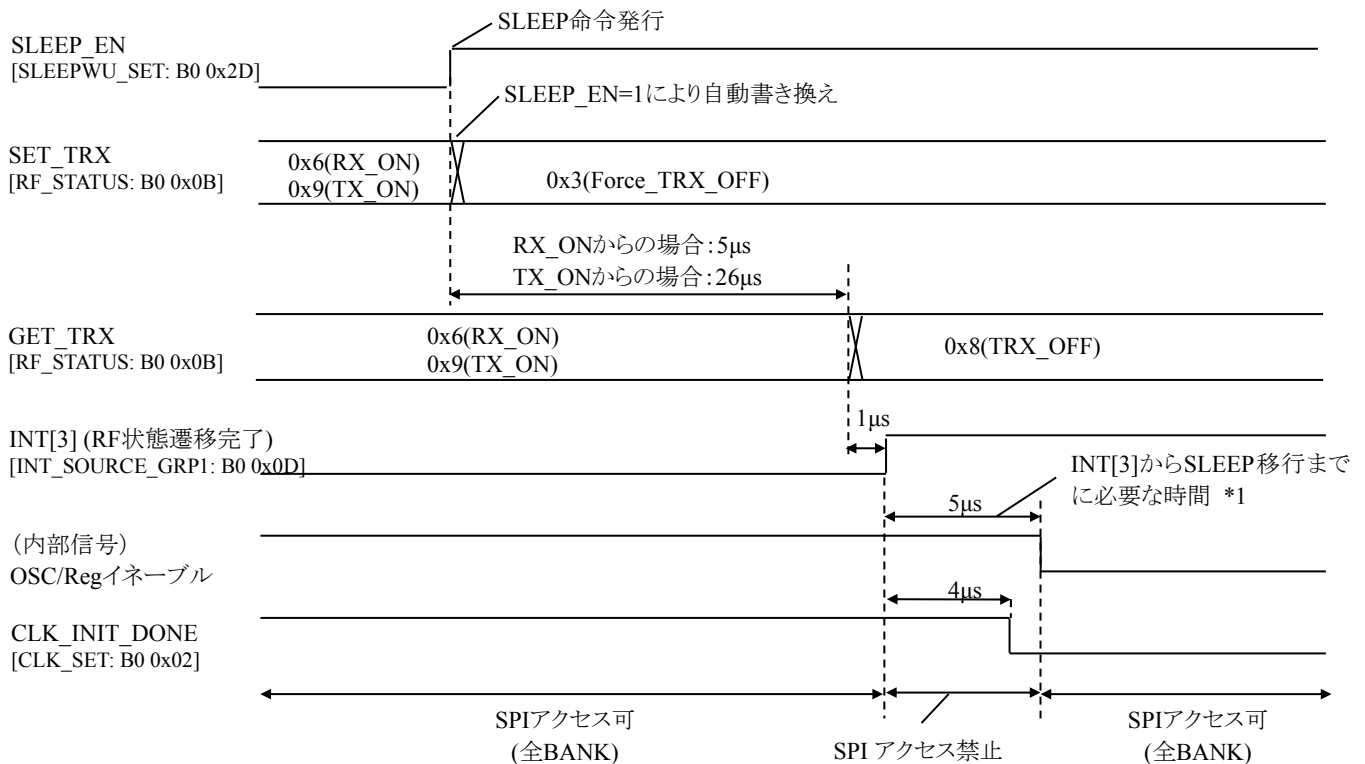 SLEEP命令発行
SLEEP_EN
[SLEEPWU_SET: B0 0x2D]
SLEEP_EN=1により自動書き換え
SET_TRX
[RF_STATUS: B0 0x0B]
0x6(RX_ON)
0x9(TX_ON)
0x3(Force_TRX_OFF)
RX_ONからの場合:5μs
TX_ONからの場合:26μs
GET_TRX
[RF_STATUS: B0 0x0B]
0x6(RX_ON)
0x9(TX_ON)
0x8(TRX_OFF)
1μs
INT[3] (RF状態遷移完了)
[INT_SOURCE_GRP1: B0 0x0D]
INT[3]からSLEEP移行まで
に必要な時間 *1
5μs
(内部信号)
OSC/Regイネーブル
4μs
CLK_INIT_DONE
[CLK_SET: B0 0x02]
SPIアクセス可
(全BANK)
SPI アクセス禁止
SPIアクセス可
(全BANK)